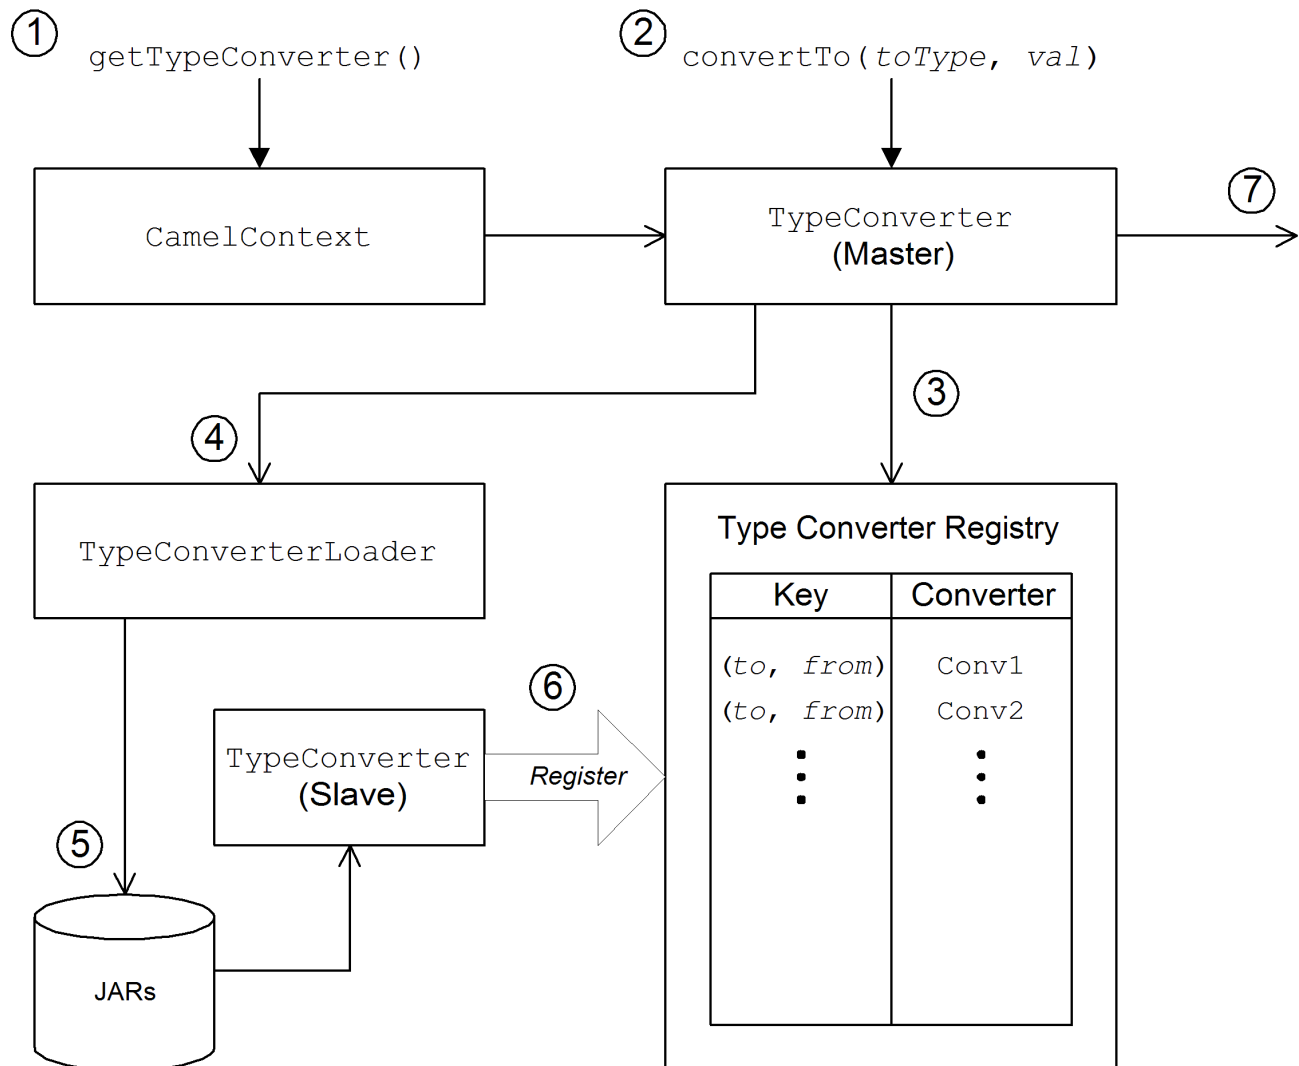 1
getTypeConverter()
2
convertTo(toType, val)
CamelContext
TypeConverter
(Master)
7
3
4
TypeConverterLoader
Type Converter Registry
Key Converter
(to, from) Conv1
(to, from) Conv2
6
TypeConverter
(Slave)
Register
5
JARs